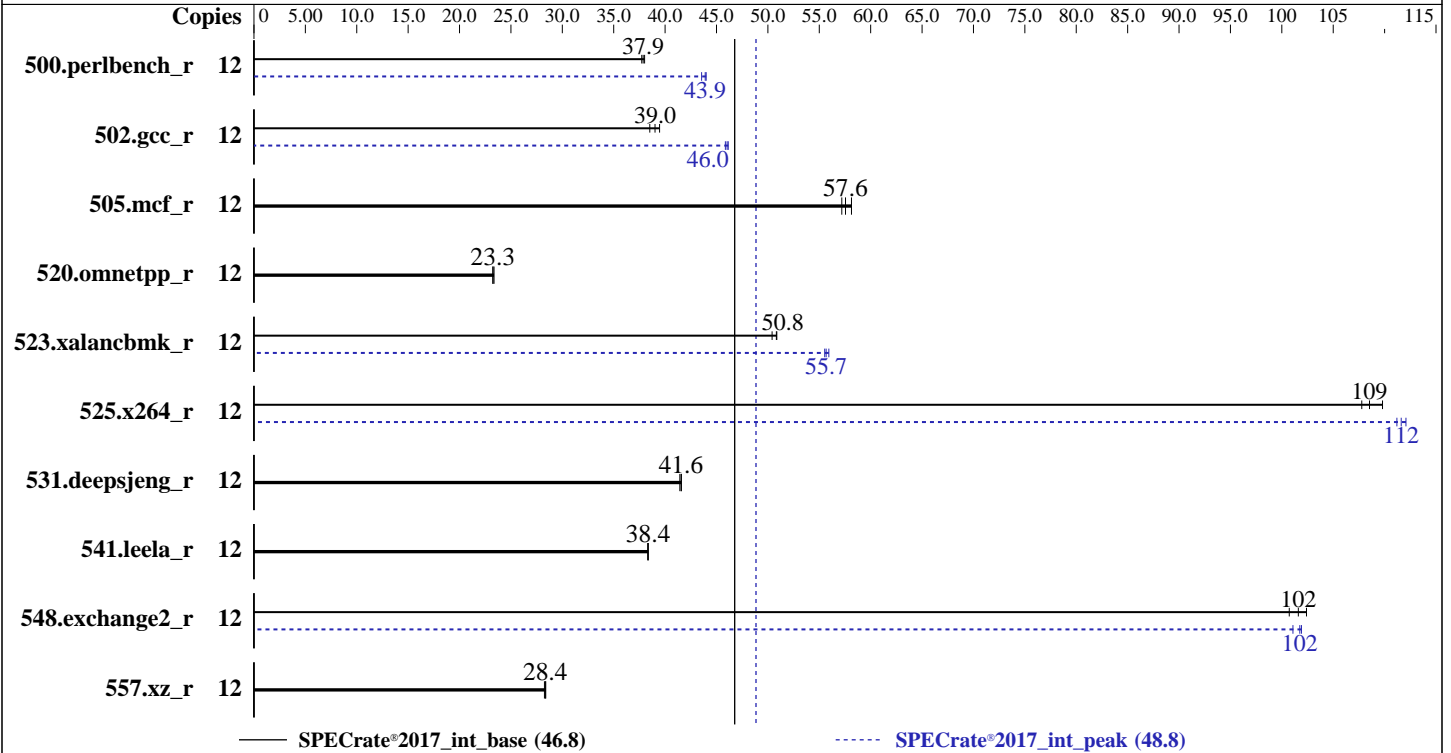 Copies 0 5.00 10.0 15.0 20.0 25.0 30.0 35.0 40.0 45.0 50.0 55.0 60.0 65.0 70.0 75.0 80.0 85.0 90.0 95.0 100 105 115
37.9
500.perlbench_r 12
43.9
39.0
502.gcc_r 12
46.0
57.6
505.mcf_r 12
23.3
520.omnetpp_r 12
50.8
523.xalancbmk_r 12
55.7
109
525.x264_r 12
112
41.6
531.deepsjeng_r 12
38.4
541.leela_r 12
102
548.exchange2_r 12
102
28.4
557.xz_r 12
SPECrate®2017_int_base (46.8) SPECrate®2017_int_peak (48.8)